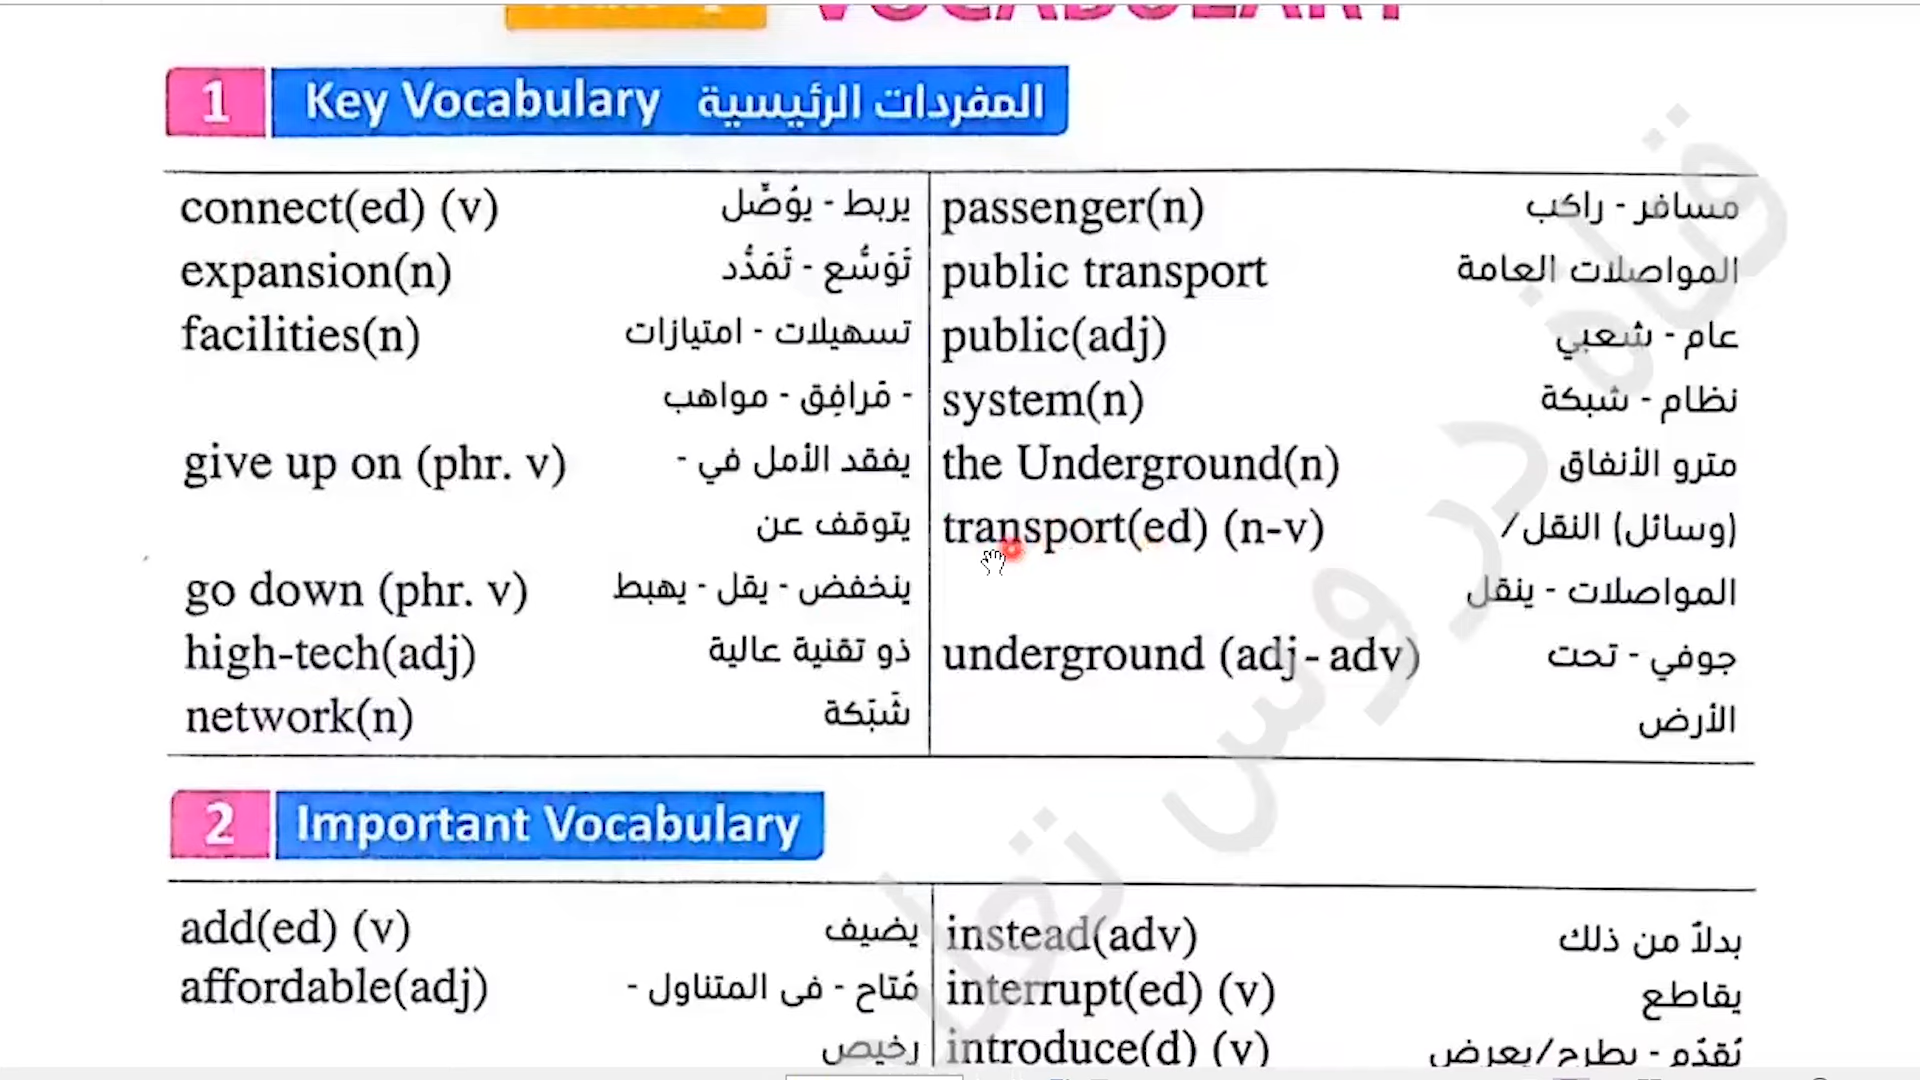 VOCABULARY
1 Key Vocabulary المفردات الرئيسية
connect(ed) (v) يربط - يوُصِّل
expansion(n) تَوَسُّع - تَمَدُّد
facilities(n) تسهيلات - امتيازات
- مَرافِق - مواهب
give up on (phr. v) يفقد الأمل في -
يتوقف عن
go down (phr. v) ينخفض - يقل - يهبط
high-tech(adj) ذو تقنية عالية
network(n) شَبَكة
passenger(n) مسافر - راكب
public transport المواصلات العامة
public(adj) عام - شعبي
system(n) نظام - شبكة
the Underground(n) مترو الأنفاق
transport(ed) (n-v) (وسائل) النقل/
المواصلات - ينقل
underground (adj - adv) جوفي - تحت
الأرض
2 Important Vocabulary
add(ed) (v) يضيف
affordable(adj) مُتاح - فى المتناول -
رخيص
instead(adv) بدلاً من ذلك
interrupt(ed) (v) يقاطع
introduce(d) (v) يُقدّم - يطرح/يعرض
قناة دروس